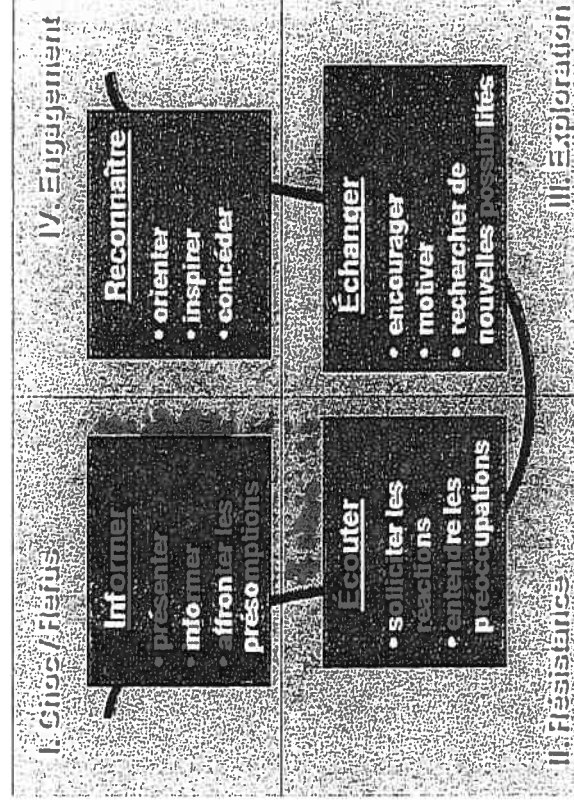 I. Choc / Refus
Informer
• présenter
• informer
• affronter les
présomptions
II. Résistance
Écouter
• solliciter les
réactions
• entendre les
préoccupations
III. Exploration
Échanger
• encourager
• motiver
• rechercher de
nouvelles possibilités
IV. Engagement
Reconnaître
• orienter
• inspirer
• concéder